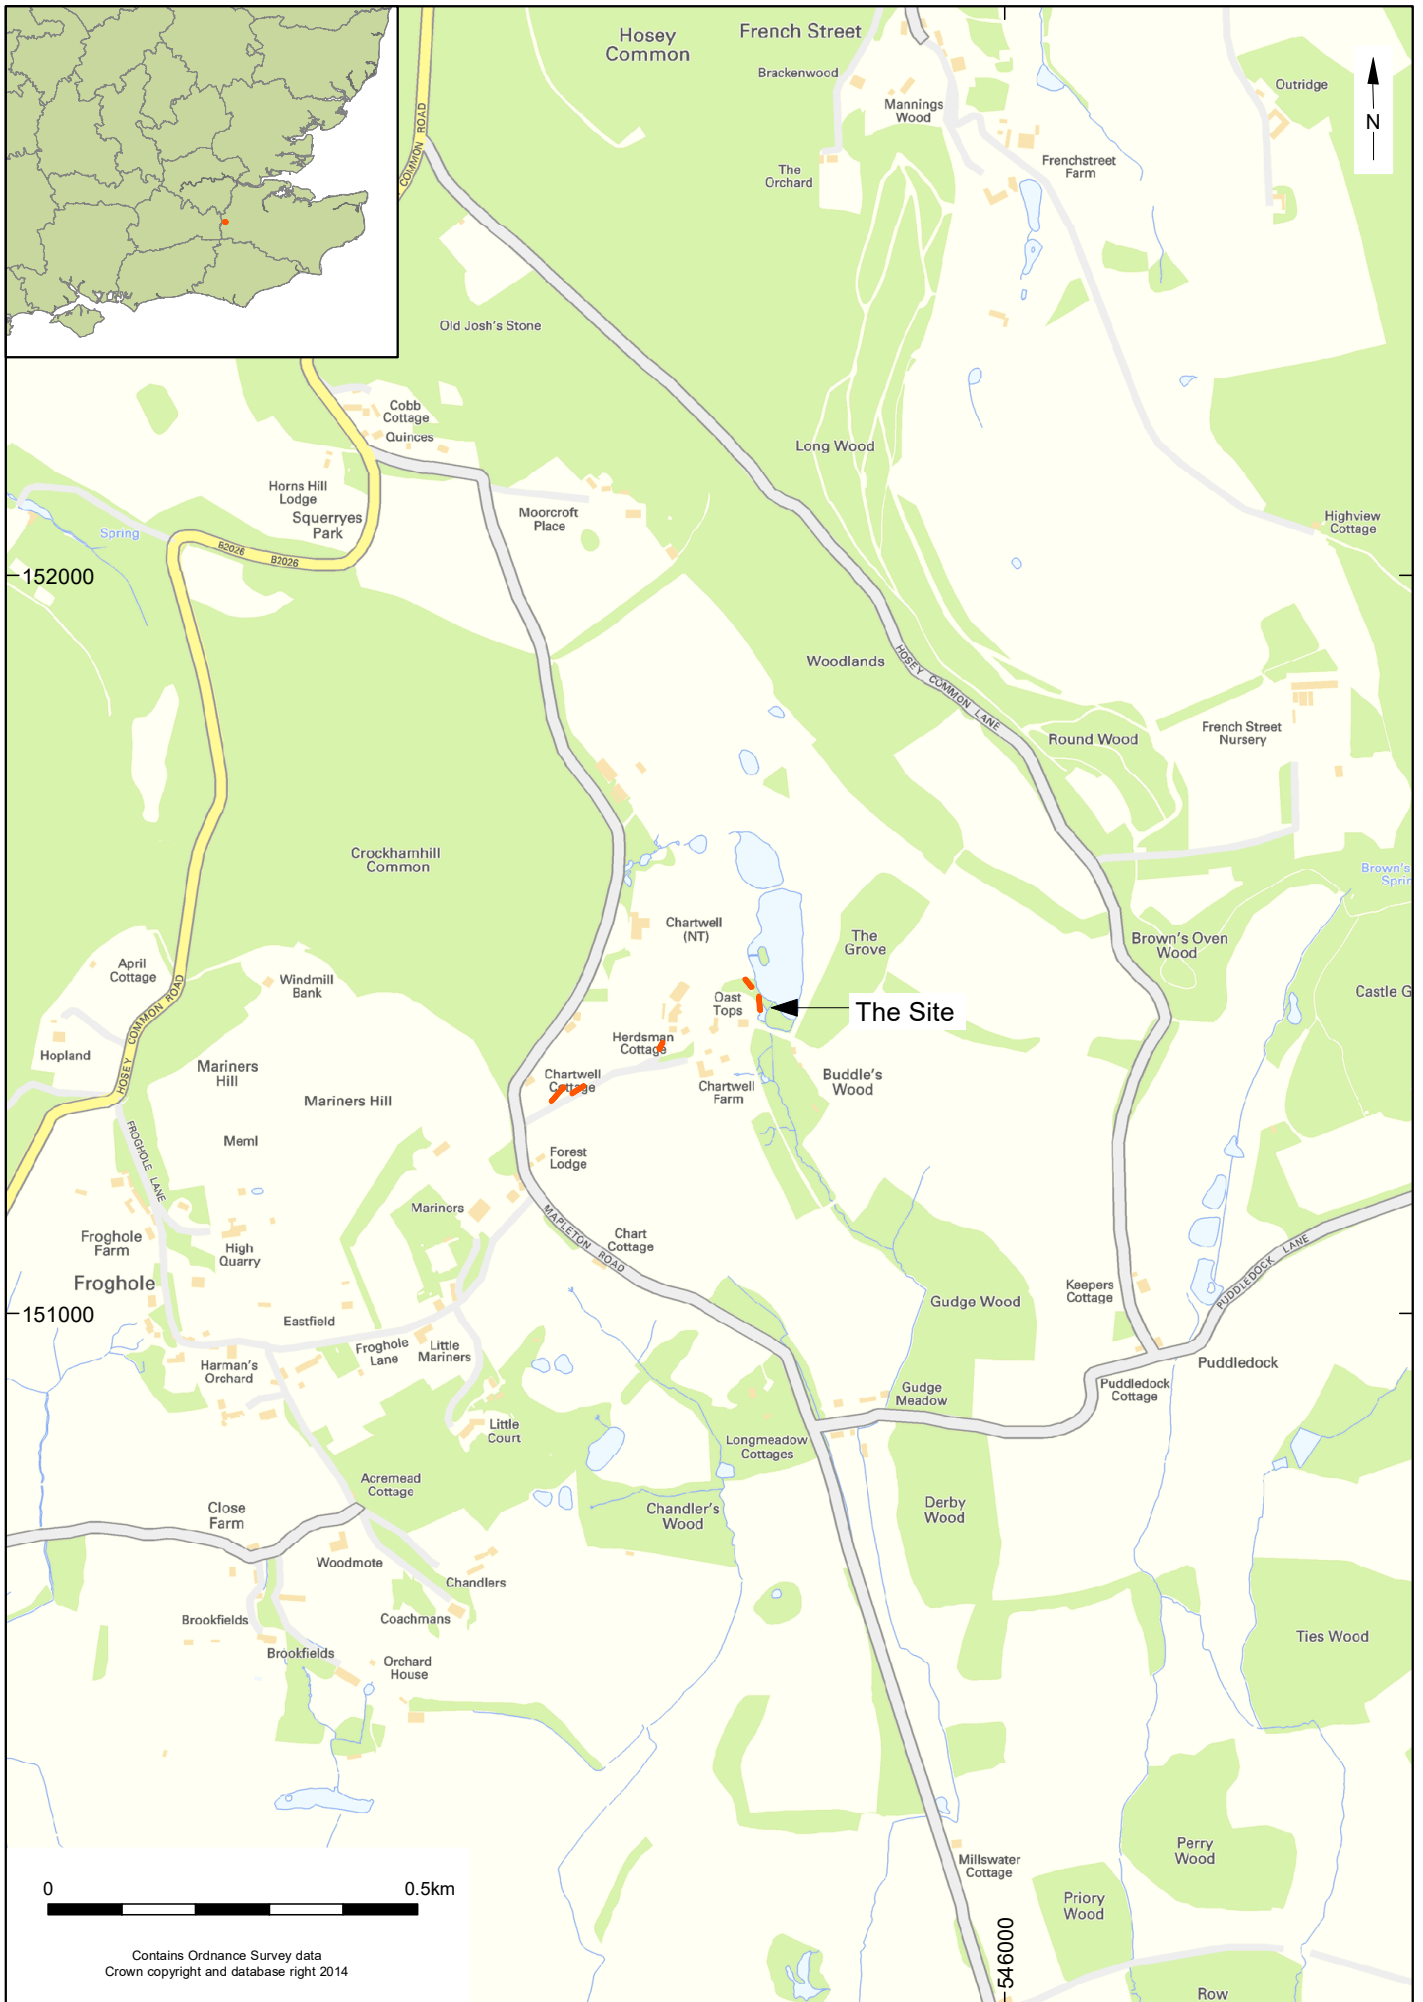 Hosey
Common
French Street
Brackenwood
Mannings
Wood
Outridge
N
COMMON ROAD
The
Orchard
Frenchstreet
Farm
Old Josh's Stone
Cobb
Cottage
Quinces
Long Wood
Horns Hill
Lodge
Squerryes
Park
Moorcroft
Place
Highview
Cottage
Spring
B2026
B2026
152000
Woodlands
HOSEY COMMON LANE
Round Wood
French Street
Nursery
Crockhamhill
Common
Brown's
Chartwell
(NT)
The
Grove
Brown's Oven
Wood
April
Cottage
Windmill
Bank
Castle G
Oast
Tops
The Site
HOSEY COMMON ROAD
Hopland
Herdsman
Cottage
Mariners
Hill
Mariners Hill
Chartwell
Cottage
Chartwell
Farm
Buddle's
Wood
Meml
FROGHOLE LANE
Forest
Lodge
Mariners
MAPLETON ROAD
Froghole
Farm
High
Quarry
Chart
Cottage
Froghole
Keepers
Cottage
PUDDLEDOCK LANE
Gudge Wood
151000
Eastfield
Froghole
Lane
Little
Mariners
Harman's
Orchard
Puddledock
Gudge
Meadow
Puddledock
Cottage
Little
Court
Longmeadow
Cottages
Acremead
Cottage
Close
Farm
Chandler's
Wood
Derby
Wood
Woodmote
Chandlers
Brookfields
Coachmans
Brookfields
Orchard
House
Ties Wood
Perry
Wood
Millswater
Cottage
Priory
Wood
0
0.5km
Contains Ordnance Survey data
Crown copyright and database right 2014
546000
Row